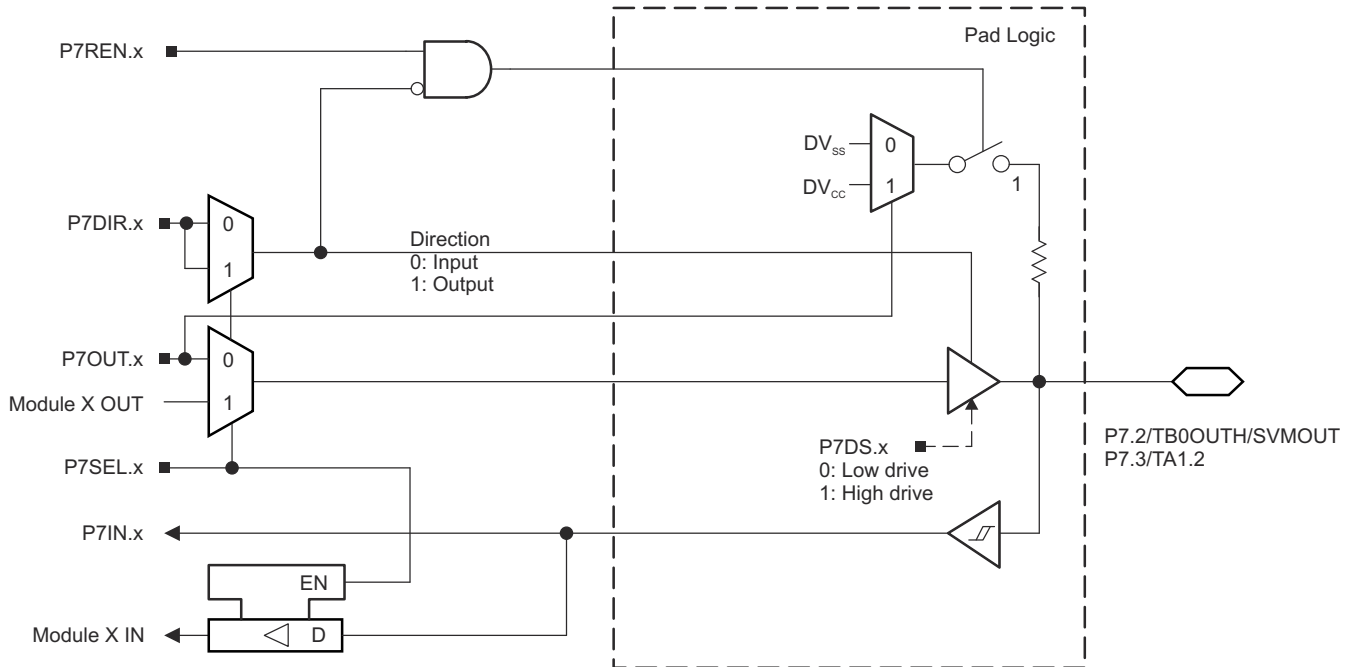 Pad Logic
P7REN.x
DVSS
0
DVCC
1
1
P7DIR.x
0
1
Direction
0: Input
1: Output
P7OUT.x
0
Module X OUT
1
P7DS.x
0: Low drive
1: High drive
P7.2/TB0OUTH/SVMOUT
P7.3/TA1.2
P7SEL.x
P7IN.x
EN
Module X IN
D